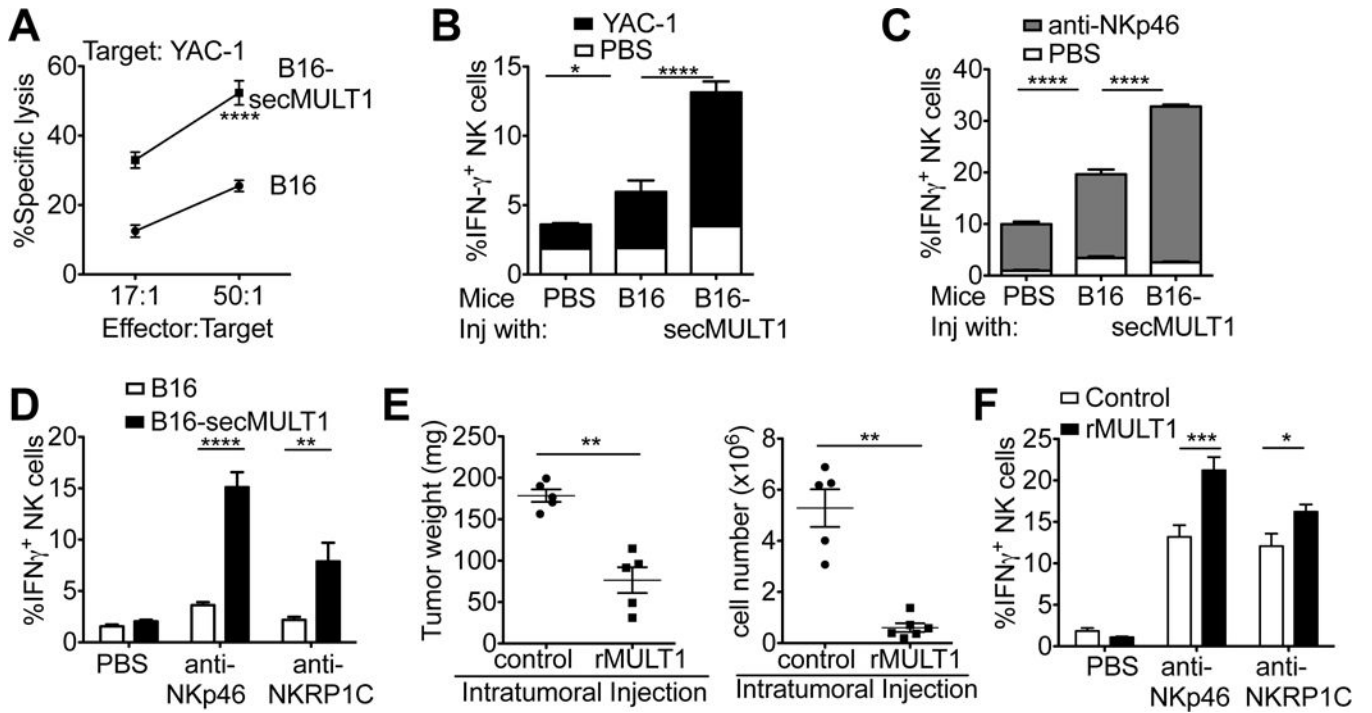 A
Target: YAC-1
%Specific lysis
60
40
20
0
B16-
secMULT1
****
B16
17:1
50:1
Effector:Target
B
YAC-1
PBS
%IFN-γ+ NK cells
15
10
5
0
*
****
Mice
Inj with:
PBS
B16
B16-
secMULT1
C
anti-NKp46
PBS
%IFNγ+ NK cells
40
30
20
10
0
****
****
Mice
Inj with:
PBS
B16
B16-
secMULT1
D
B16
B16-secMULT1
%IFNγ+ NK cells
20
15
10
5
0
****
**
PBS
anti-
NKp46
anti-
NKRP1C
E
Tumor weight (mg)
250
200
150
100
50
0
**
control
rMULT1
Intratumoral Injection
cell number (x10^6)
8
6
4
2
0
**
control
rMULT1
Intratumoral Injection
F
Control
rMULT1
%IFNγ+ NK cells
25
20
15
10
5
0
***
*
PBS
anti-
NKp46
anti-
NKRP1C